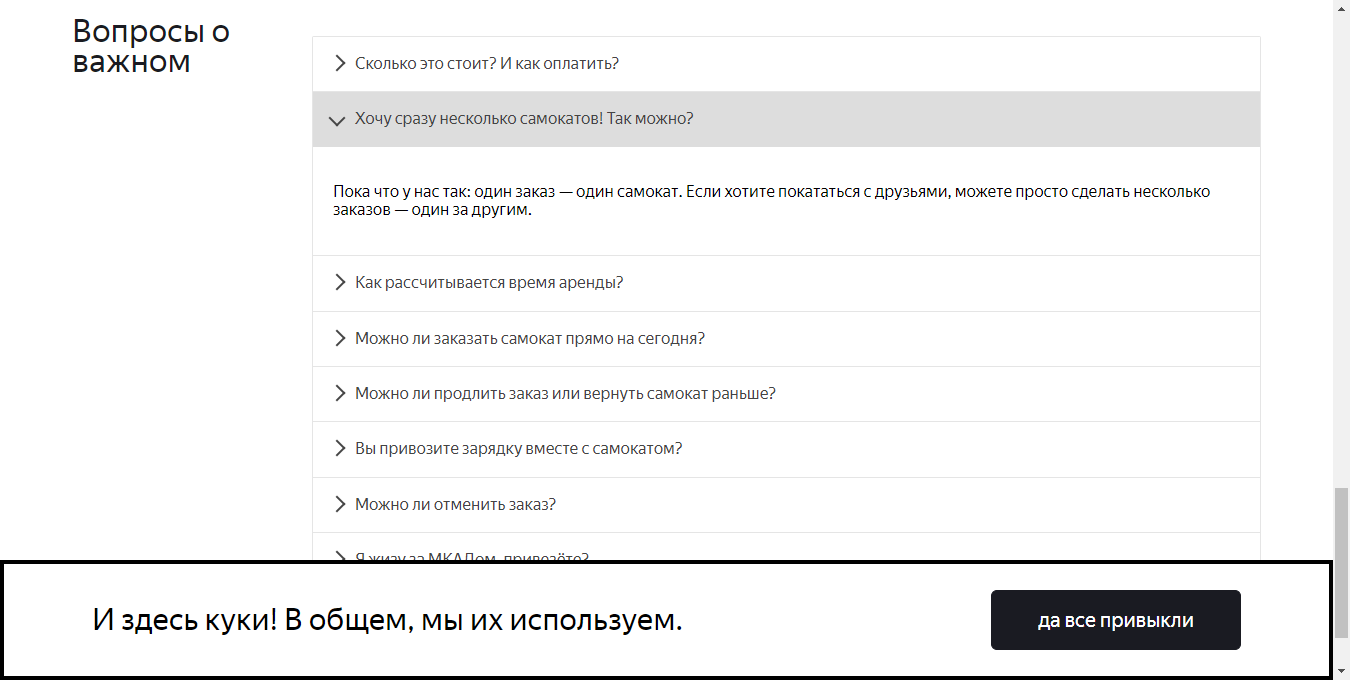 Вопросы о
важном
Сколько это стоит? И как оплатить?
Хочу сразу несколько самокатов! Так можно?
Пока что у нас так: один заказ — один самокат. Если хотите покататься с друзьями, можете просто сделать несколько
заказов — один за другим.
Как рассчитывается время аренды?
Можно ли заказать самокат прямо на сегодня?
Можно ли продлить заказ или вернуть самокат раньше?
Вы привозите зарядку вместе с самокатом?
Можно ли отменить заказ?
Я живу за МКАДом, привезёте?
И здесь куки! В общем, мы их используем.
да все привыкли